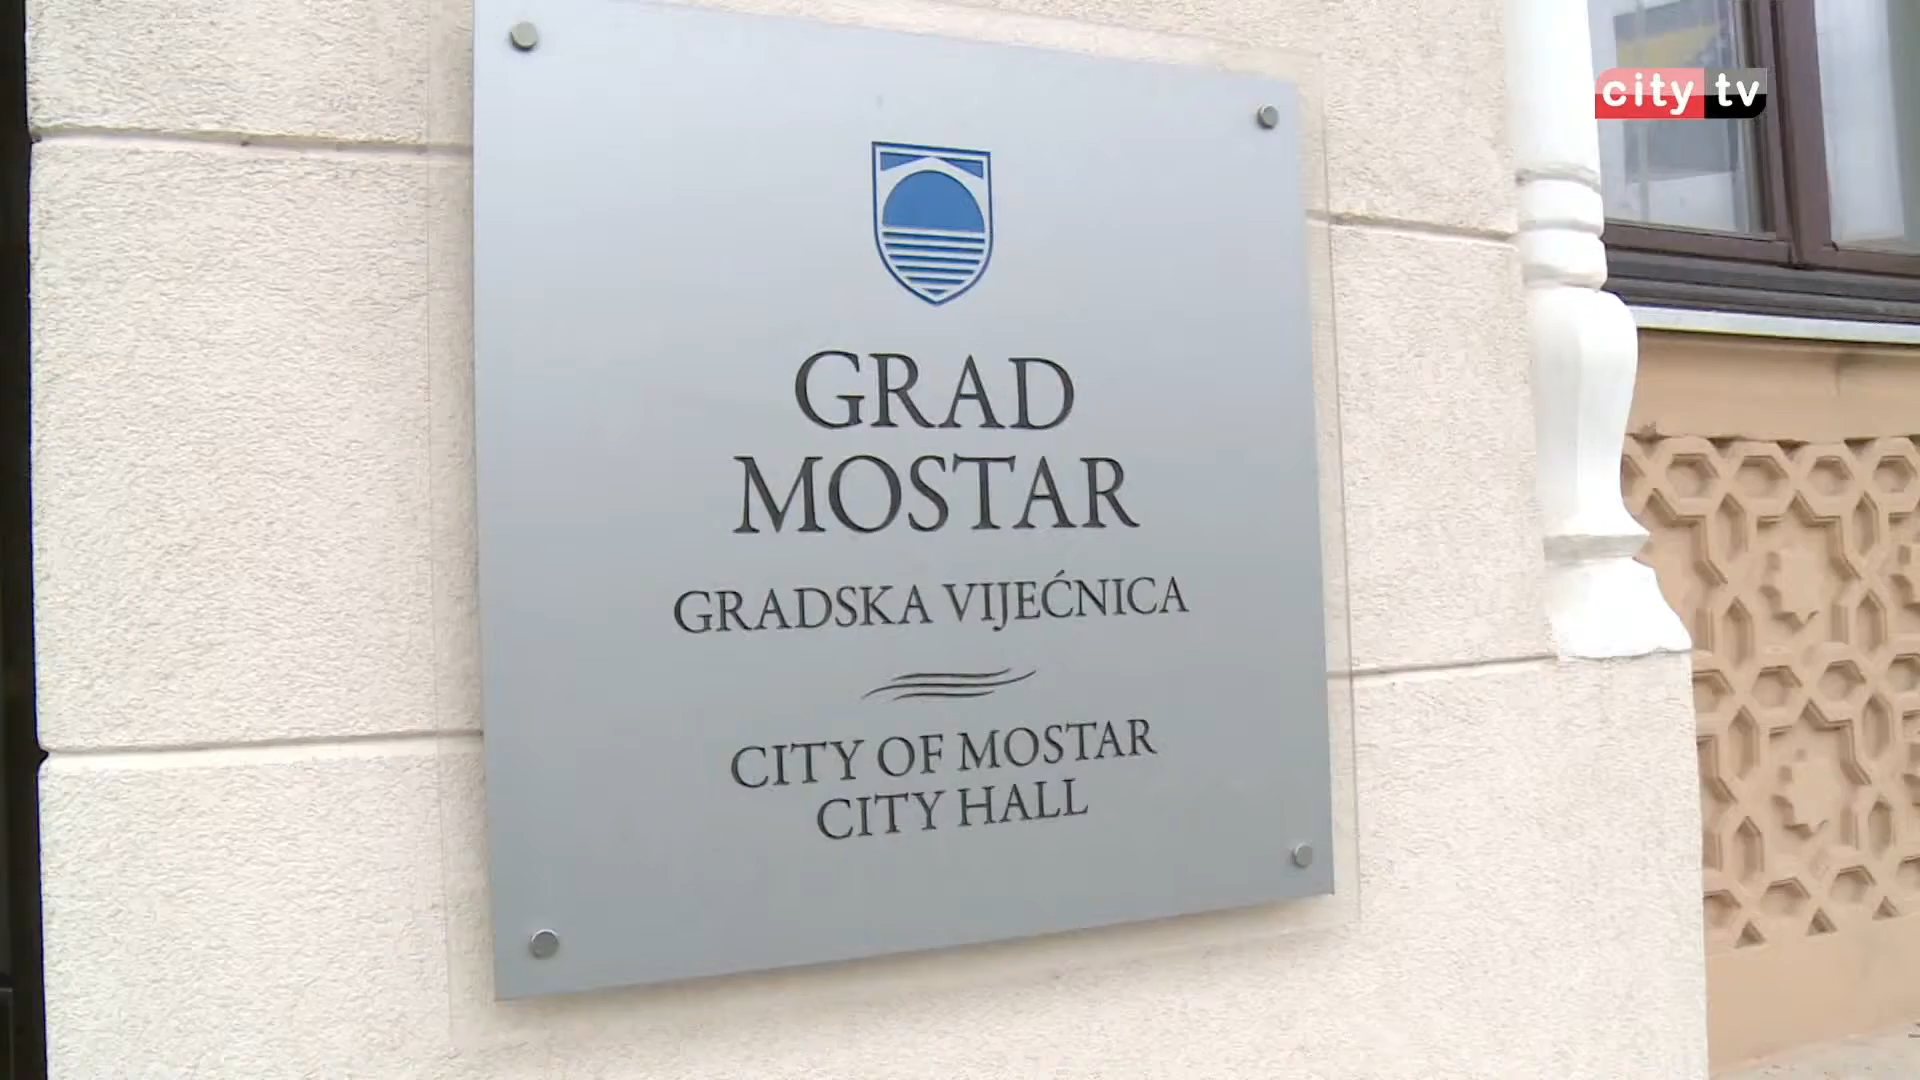 city tv
GRAD
MOSTAR
GRADSKA VIJEĆNICA
CITY OF MOSTAR
CITY HALL